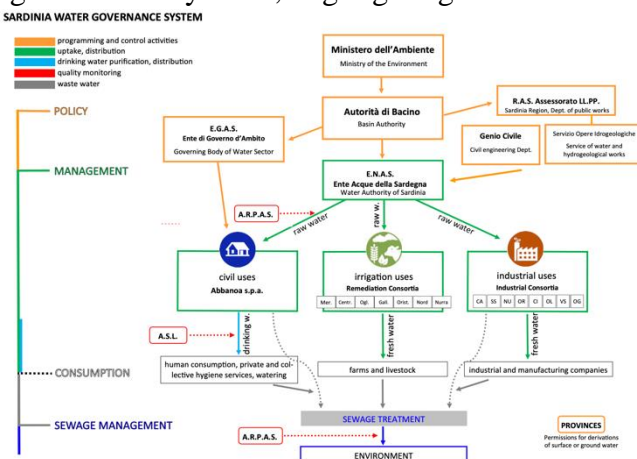 SARDINIA WATER GOVERNANCE SYSTEM
programming and control activities
uptake, distribution
drinking water purification, distribution
quality monitoring
waste water
POLICY
MANAGEMENT
CONSUMPTION
SEWAGE MANAGEMENT
Ministero dell'Ambiente
Ministry of the Environment
Autorità di Bacino
Basin Authority
R.A.S. Assessorato LL.PP.
Sardinia Region, Dept. of public works
Genio Civile
Civil engineering Dept.
Servizio Opere Idrogeologiche
Service of water and
hydrogeological works
E.G.A.S.
Ente di Governo d'Ambito
Governing Body of Water Sector
E.N.A.S.
Ente Acque della Sardegna
Water Authority of Sardinia
A.R.P.A.S.
raw water
raw w.
raw water
civil uses
Abbanoa s.p.a.
irrigation uses
Remediation Consortia
Mer. Centr. Ogl. Gall. Orist. Nord Nurra
industrial uses
Industrial Consortia
CA SS NU OR CI OL VS OG
A.S.L.
drinking w.
fresh water
fresh water
human consumption, private and col-
lective hygiene services, watering
farms and livestock
industrial and manufacturing companies
SEWAGE TREATMENT
A.R.P.A.S.
ENVIRONMENT
PROVINCES
Permissions for derivations
of surface or ground water